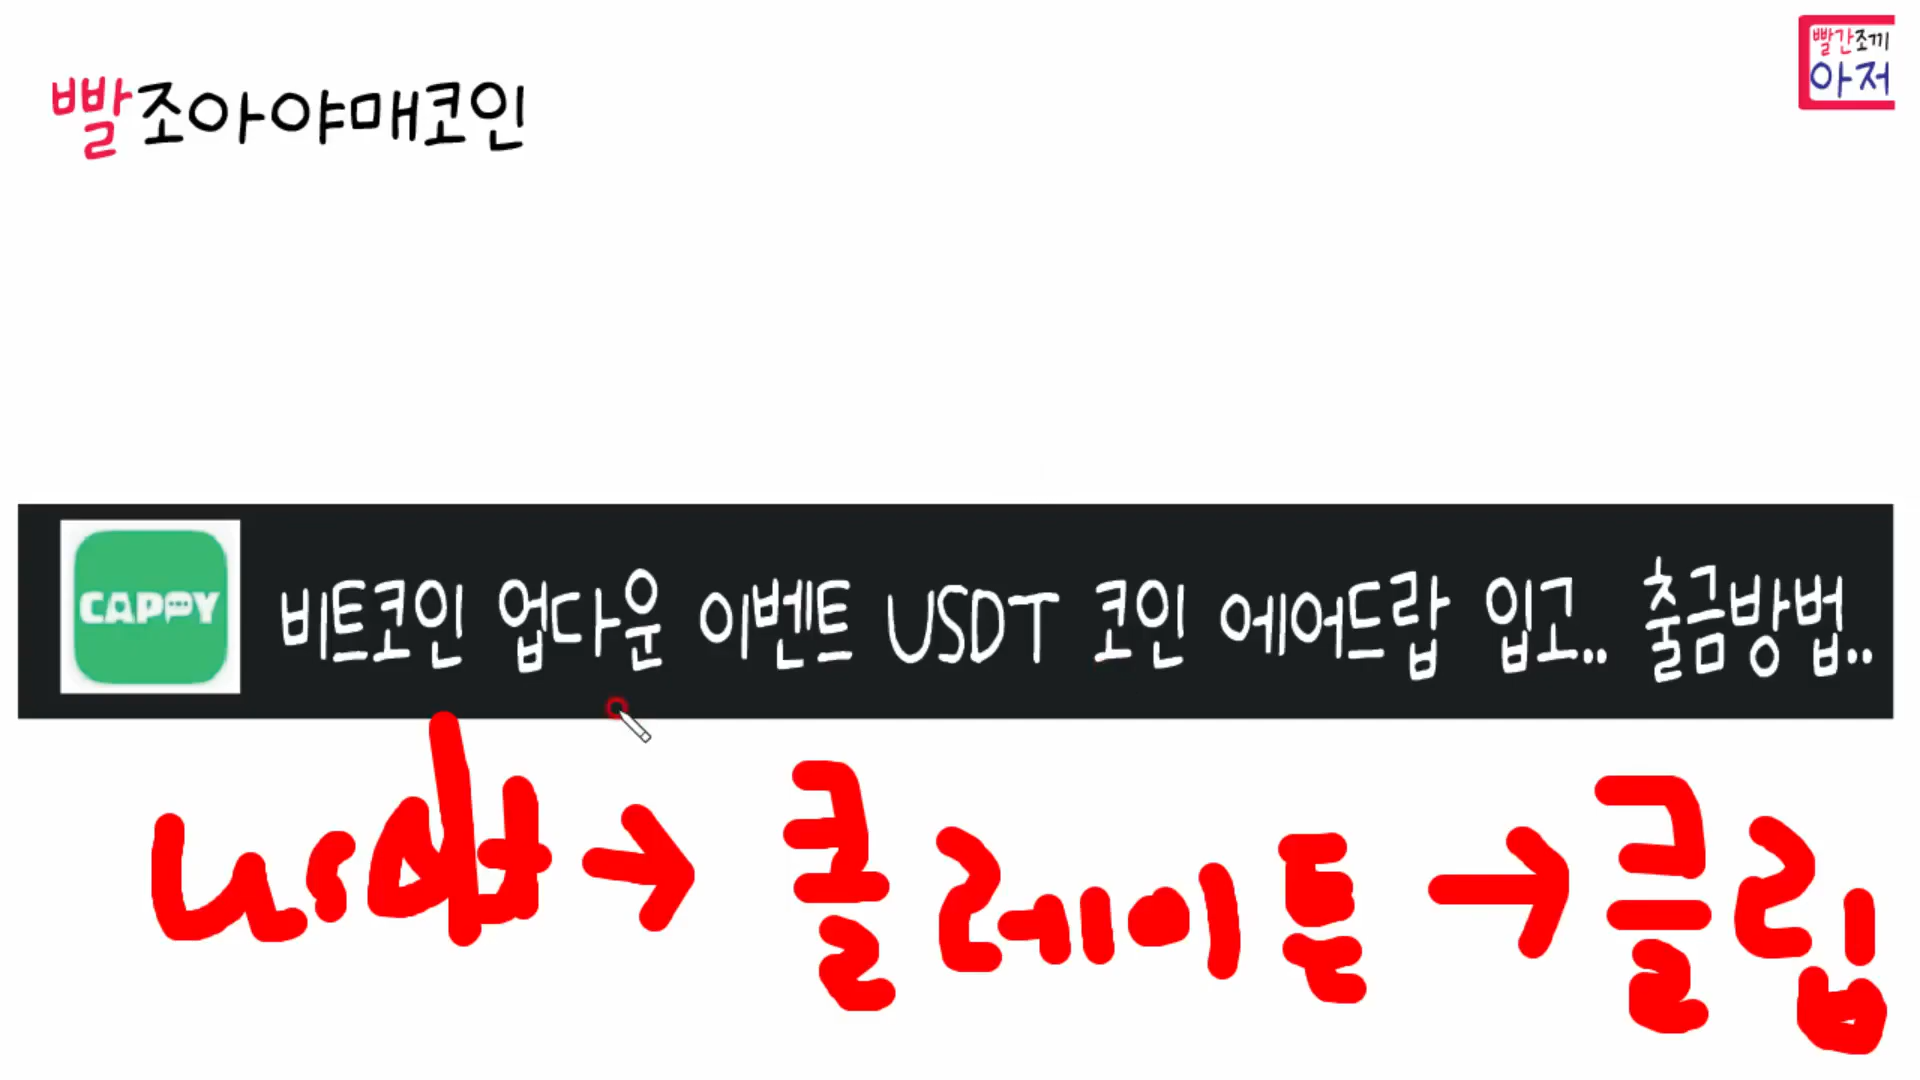 빨간조끼
아저
빨조아야매코인
CAPPY
비트코인 업다운 이벤트 USDT 코인 에어드랍 입고.. 출금방법..
usdt → 클레이튼 → 클립